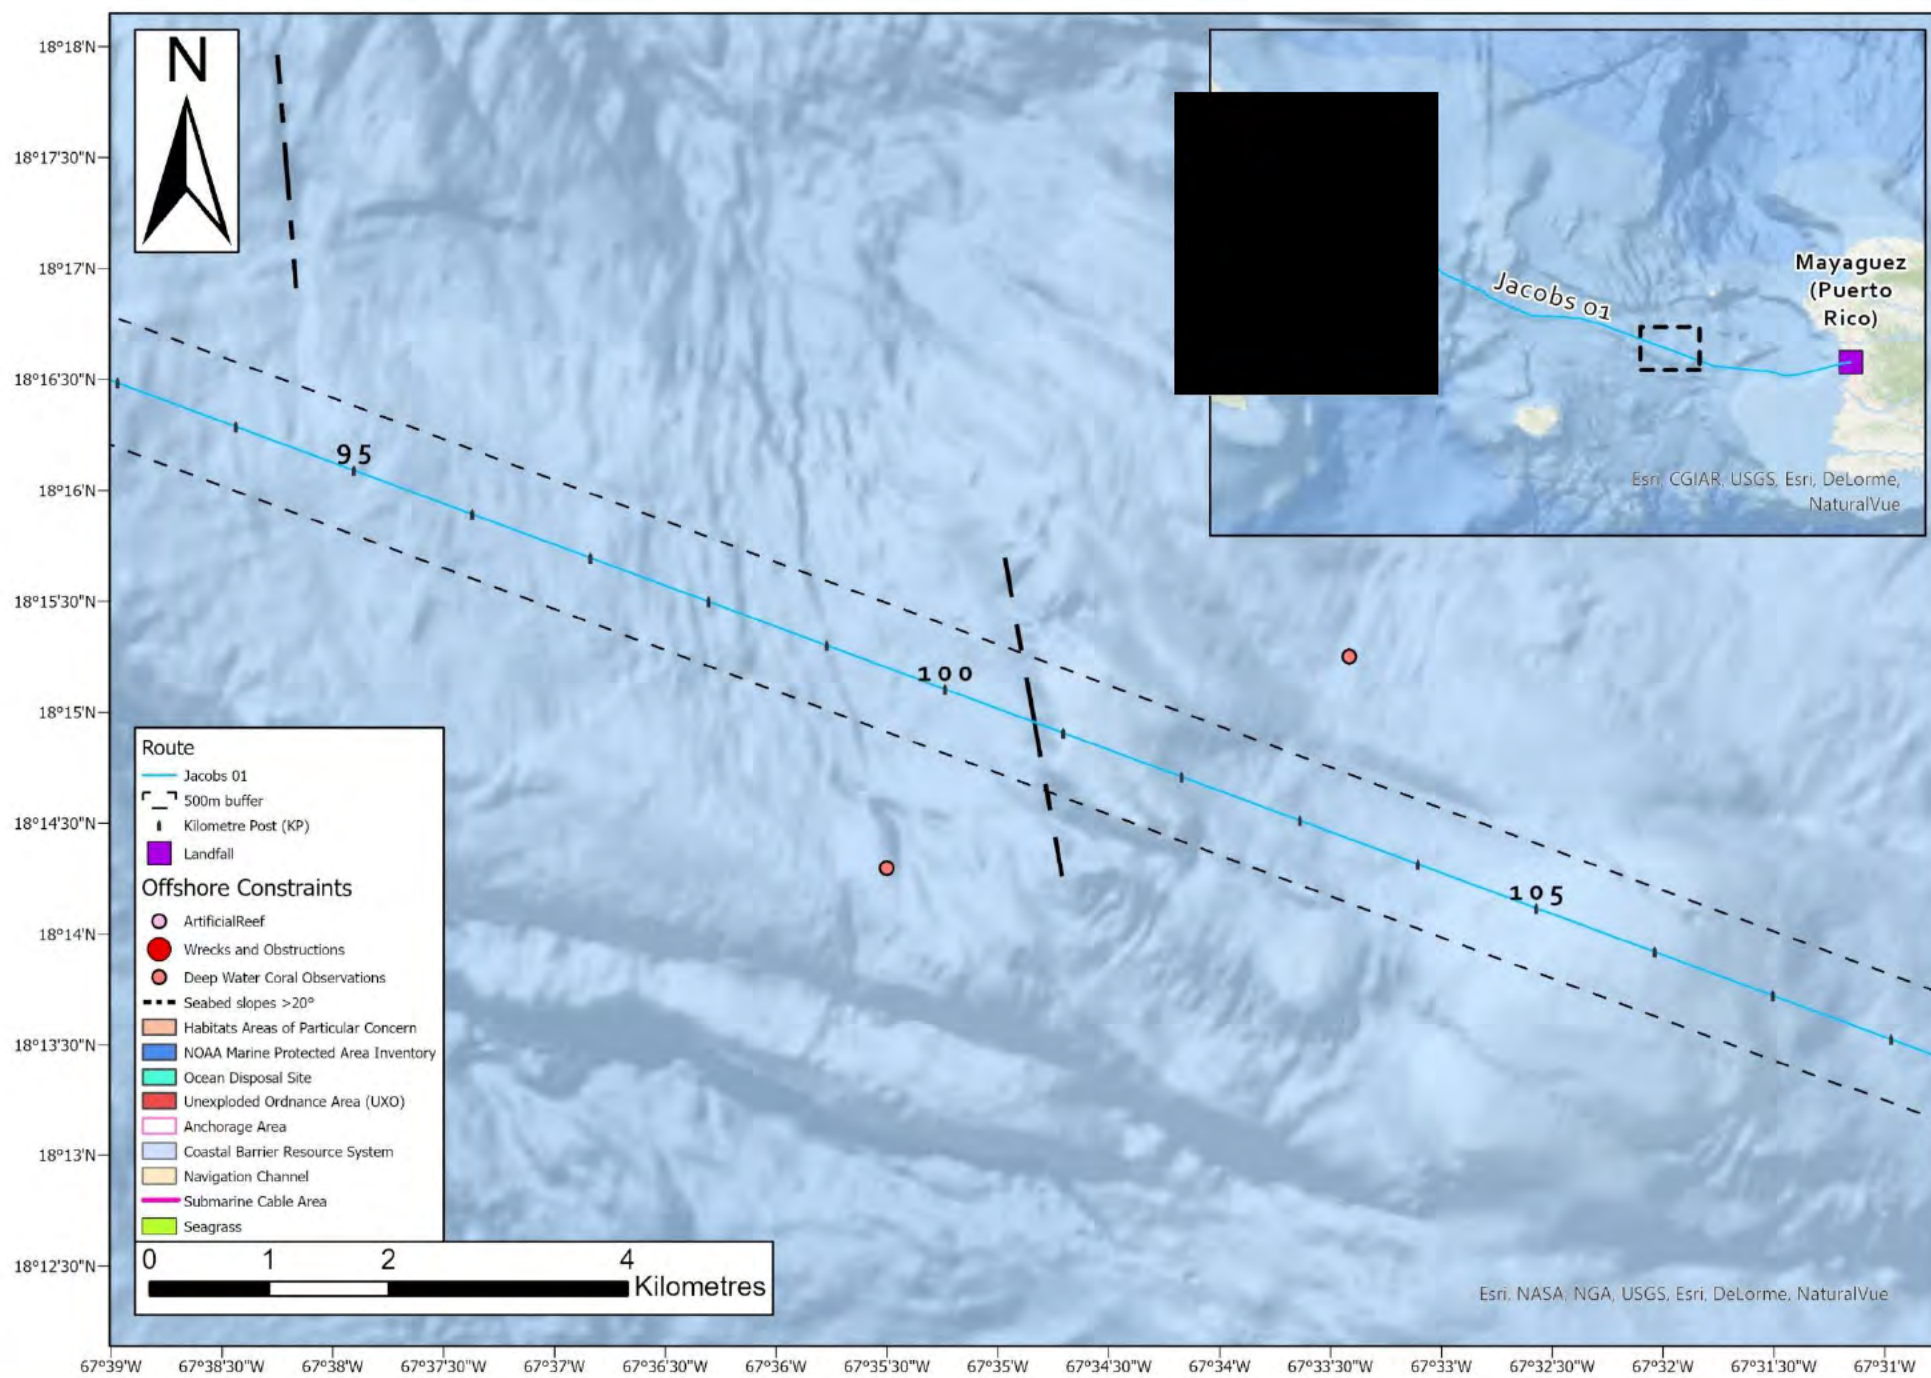 N
18°18'N
18°17'30"N
18°17'N
18°16'30"N
18°16'N
18°15'30"N
18°15'N
18°14'30"N
18°14'N
18°13'30"N
18°13'N
18°12'30"N
Jacobs 01
Mayaguez
(Puerto
Rico)
Esri, CGIAR, USGS, Esri, DeLorme,
NaturalVue
95
100
105
Route
Jacobs 01
500m buffer
Kilometre Post (KP)
Landfall
Offshore Constraints
ArtificialReef
Wrecks and Obstructions
Deep Water Coral Observations
Seabed slopes >20°
Habitats Areas of Particular Concern
NOAA Marine Protected Area Inventory
Ocean Disposal Site
Unexploded Ordnance Area (UXO)
Anchorage Area
Coastal Barrier Resource System
Navigation Channel
Submarine Cable Area
Seagrass
0 1 2 4
Kilometres
Esri, NASA, NGA, USGS, Esri, DeLorme, NaturalVue
67°39'W 67°38'30"W 67°38'W 67°37'30"W 67°37'W 67°36'30"W 67°36'W 67°35'30"W 67°35'W 67°34'30"W 67°34'W 67°33'30"W 67°33'W 67°32'30"W 67°32'W 67°31'30"W 67°31'W